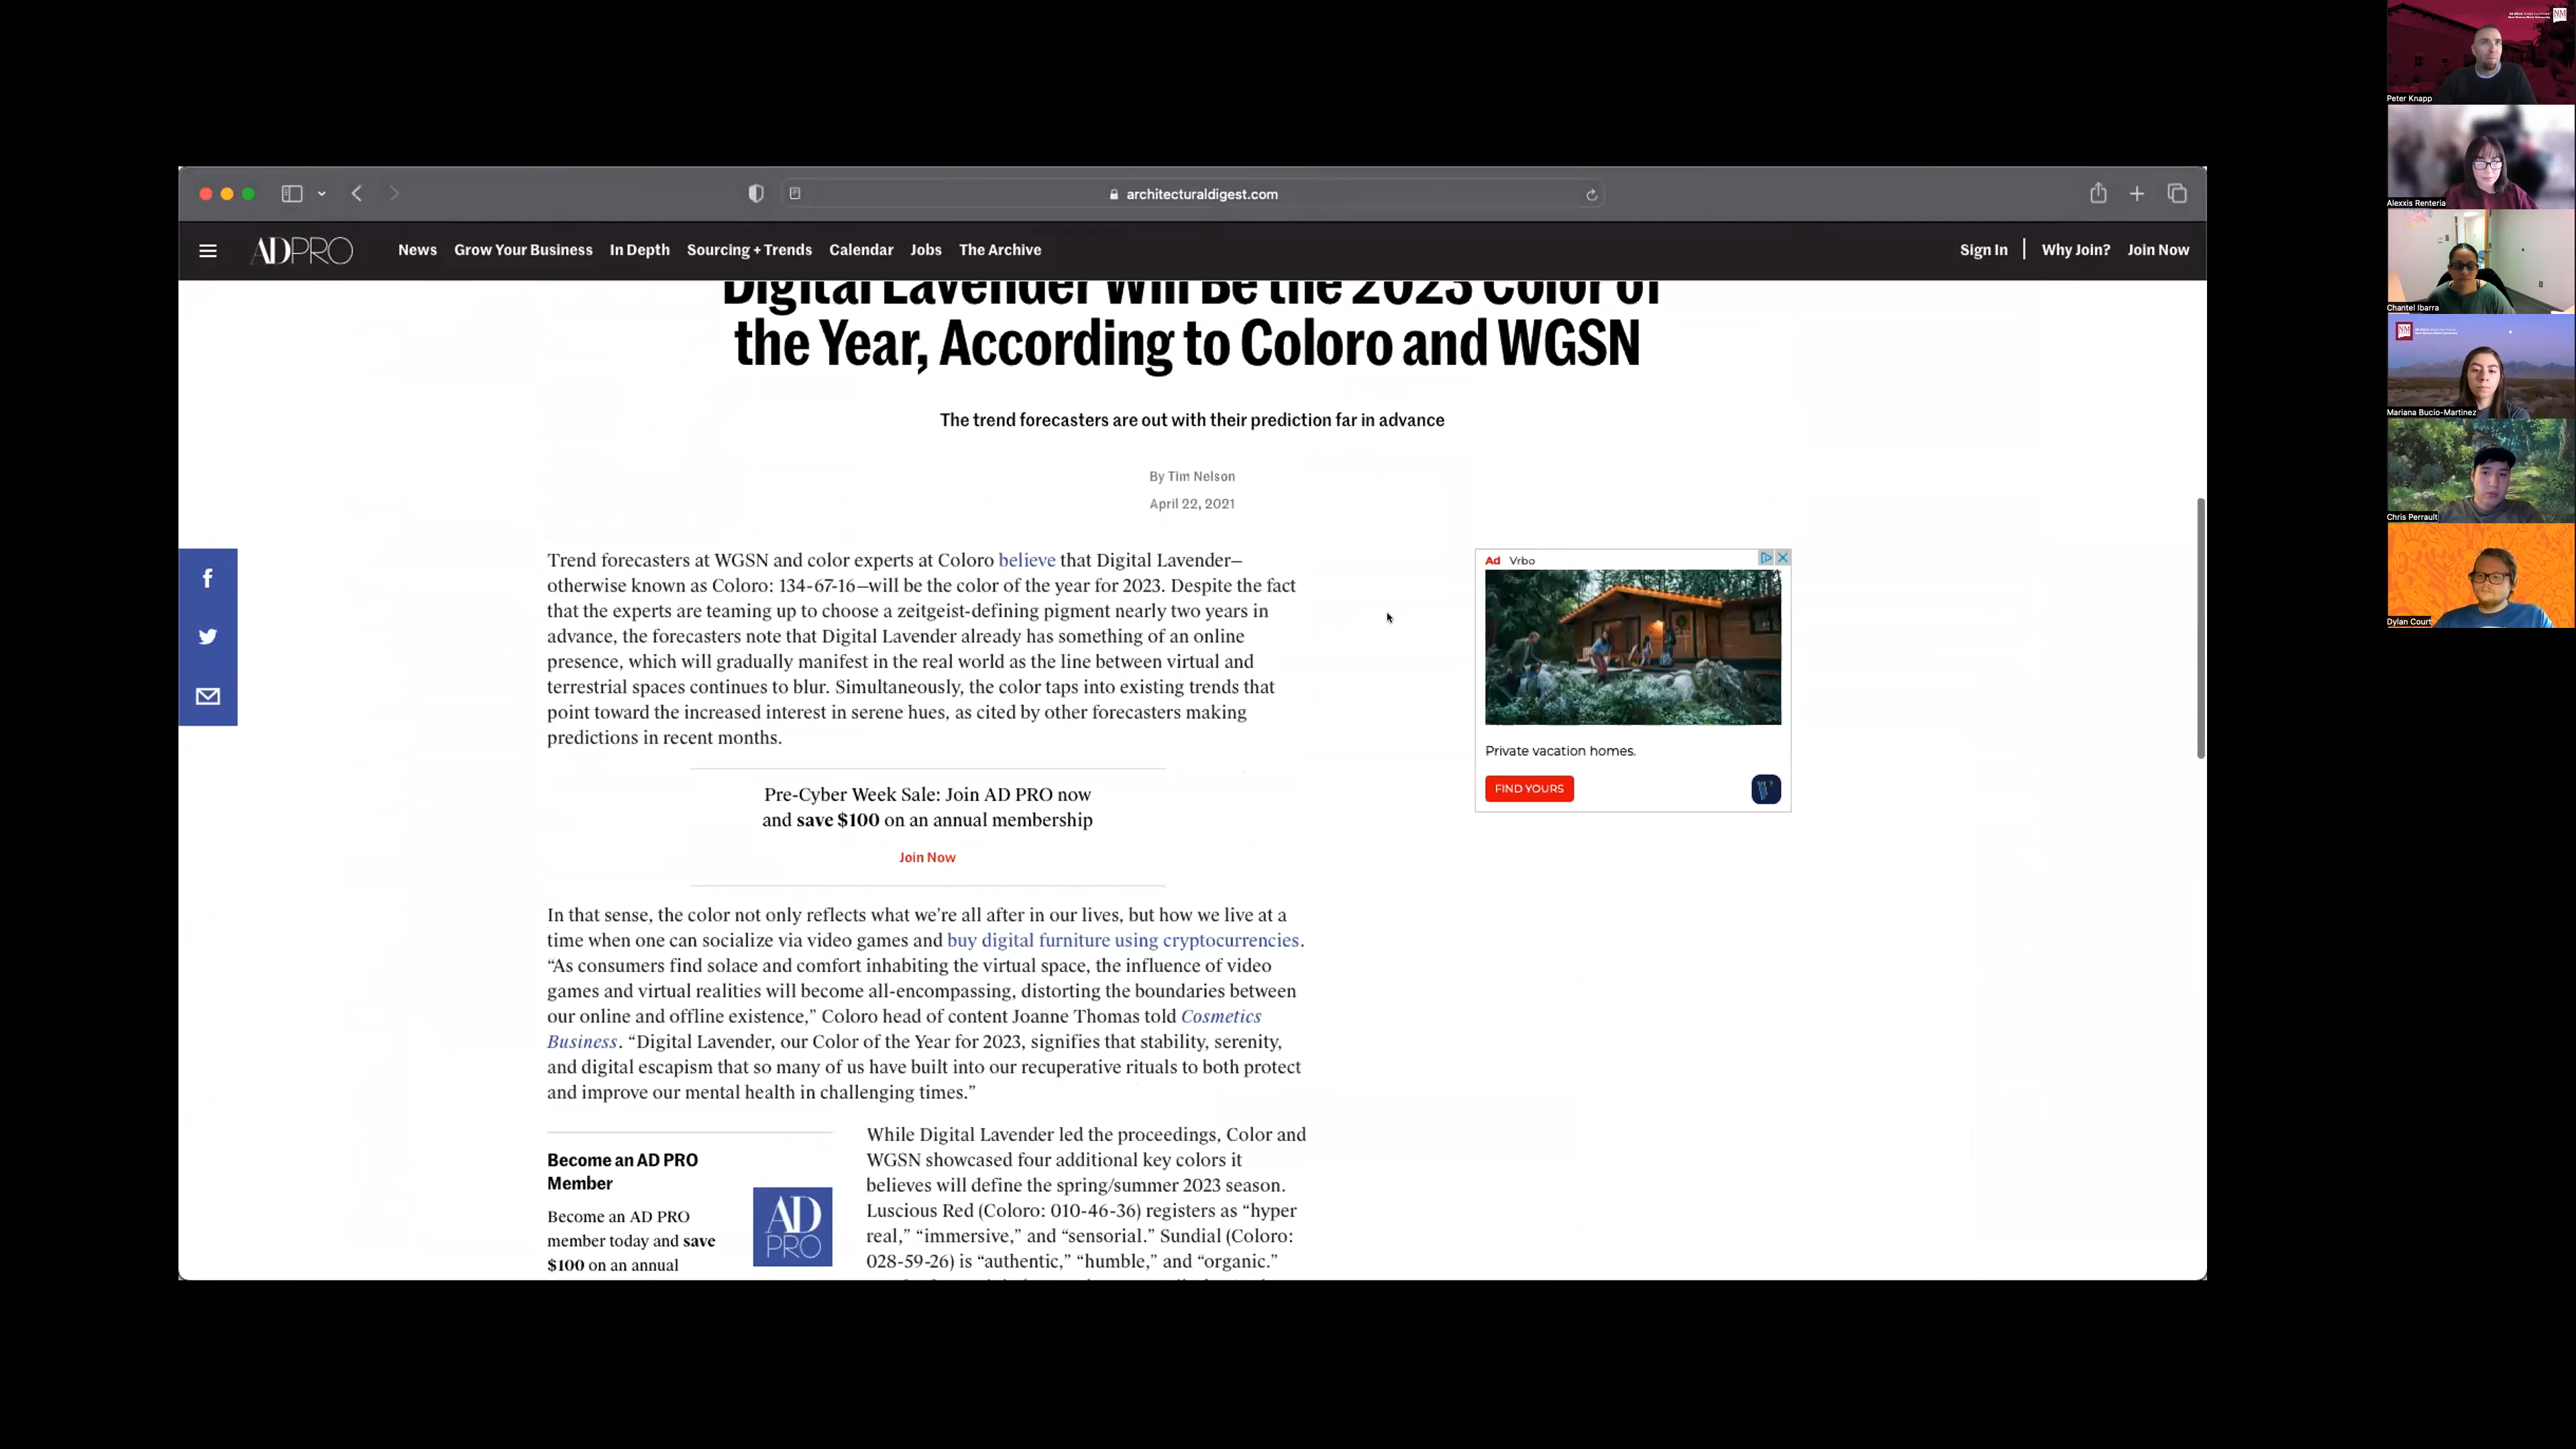 architecturaldigest.com
ADPRO
News Grow Your Business In Depth Sourcing + Trends Calendar Jobs The Archive
Sign In | Why Join? Join Now
Digital Lavender Will Be the 2023 Color of
the Year, According to Coloro and WGSN
The trend forecasters are out with their prediction far in advance
By Tim Nelson
April 22, 2021
Trend forecasters at WGSN and color experts at Coloro believe that Digital Lavender—
otherwise known as Coloro: 134-67-16—will be the color of the year for 2023. Despite the fact
that the experts are teaming up to choose a zeitgeist-defining pigment nearly two years in
advance, the forecasters note that Digital Lavender already has something of an online
presence, which will gradually manifest in the real world as the line between virtual and
terrestrial spaces continues to blur. Simultaneously, the color taps into existing trends that
point toward the increased interest in serene hues, as cited by other forecasters making
predictions in recent months.
Pre-Cyber Week Sale: Join AD PRO now
and save $100 on an annual membership
Join Now
In that sense, the color not only reflects what we’re all after in our lives, but how we live at a
time when one can socialize via video games and buy digital furniture using cryptocurrencies.
“As consumers find solace and comfort inhabiting the virtual space, the influence of video
games and virtual realities will become all-encompassing, distorting the boundaries between
our online and offline existence,” Coloro head of content Joanne Thomas told Cosmetics
Business. “Digital Lavender, our Color of the Year for 2023, signifies that stability, serenity,
and digital escapism that so many of us have built into our recuperative rituals to both protect
and improve our mental health in challenging times.”
Become an AD PRO
Member
Become an AD PRO
member today and save
$100 on an annual
AD
PRO
While Digital Lavender led the proceedings, Color and
WGSN showcased four additional key colors it
believes will define the spring/summer 2023 season.
Luscious Red (Coloro: 010-46-36) registers as “hyper
real,” “immersive,” and “sensorial.” Sundial (Coloro:
028-59-26) is “authentic,” “humble,” and “organic.”
Ad Vrbo
Private vacation homes.
FIND YOURS
Peter Knapp
Alexxis Renteria
Chantel Ibarra
NM
Mariana Bucio-Martinez
Chris Perrault
Dylan Court